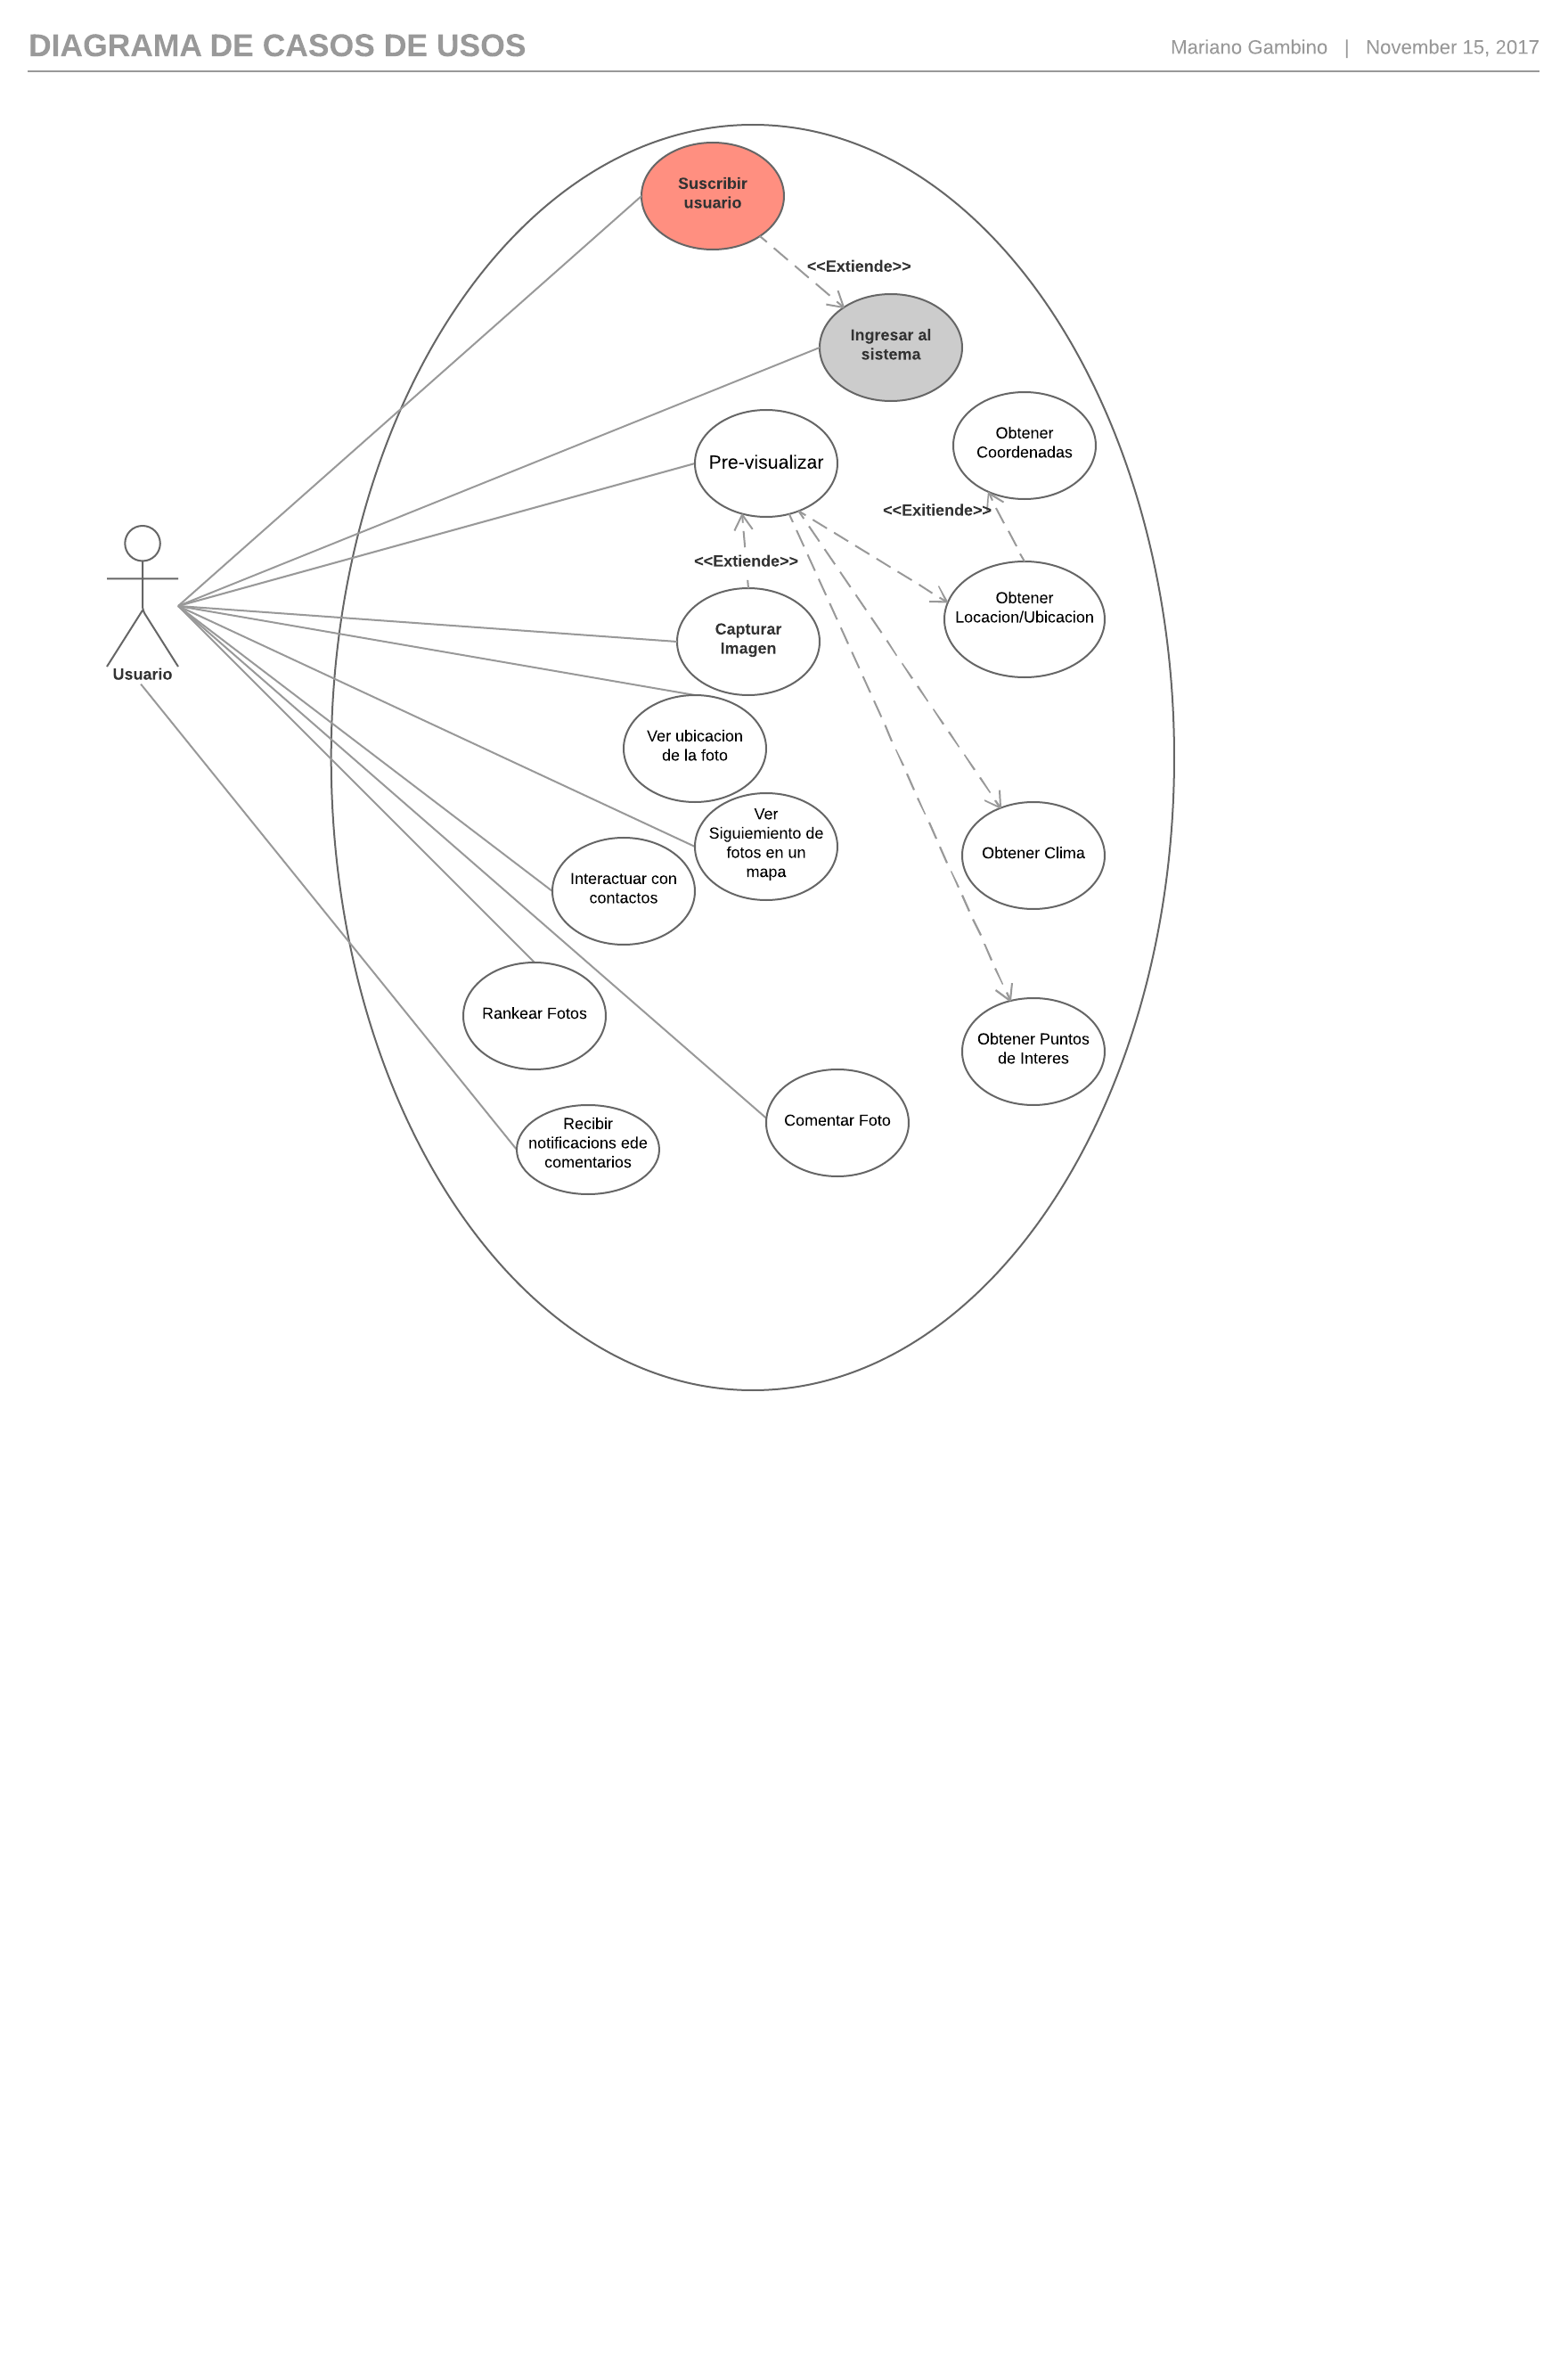 DIAGRAMA DE CASOS DE USOS
Mariano Gambino | November 15, 2017
Suscribir
usuario
<<Extiende>>
Ingresar al
sistema
Obtener
Coordenadas
Pre-visualizar
<<Exitiende>>
<<Extiende>>
Obtener
Locacion/Ubicacion
Capturar
Imagen
Usuario
Ver ubicacion
de la foto
Ver
Siguiemiento de
fotos en un
mapa
Obtener Clima
Interactuar con
contactos
Rankear Fotos
Obtener Puntos
de Interes
Comentar Foto
Recibir
notificacions ede
comentarios